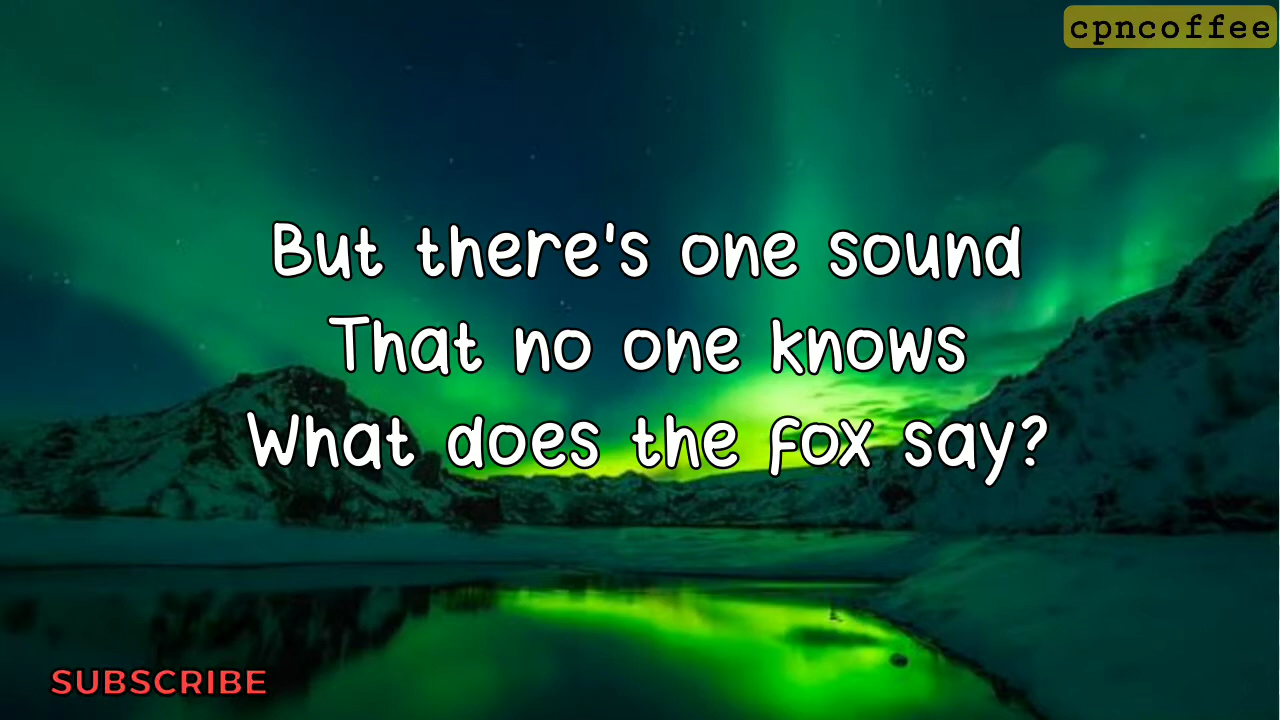 cpncoffee
But there's one sound
That no one knows
What does the fox say?
SUBSCRIBE